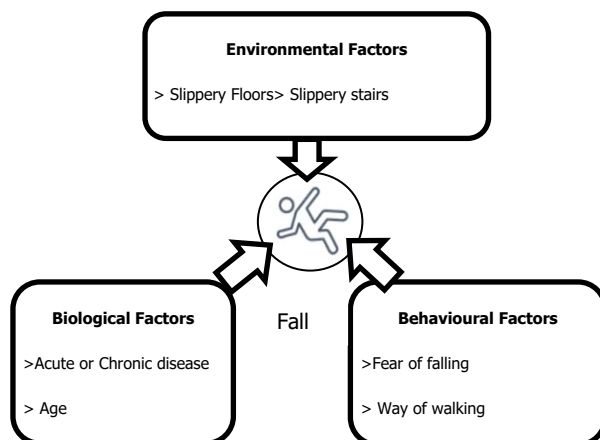 Environmental Factors
> Slippery Floors> Slippery stairs
Fall
Biological Factors
>Acute or Chronic disease
> Age
Behavioural Factors
>Fear of falling
> Way of walking